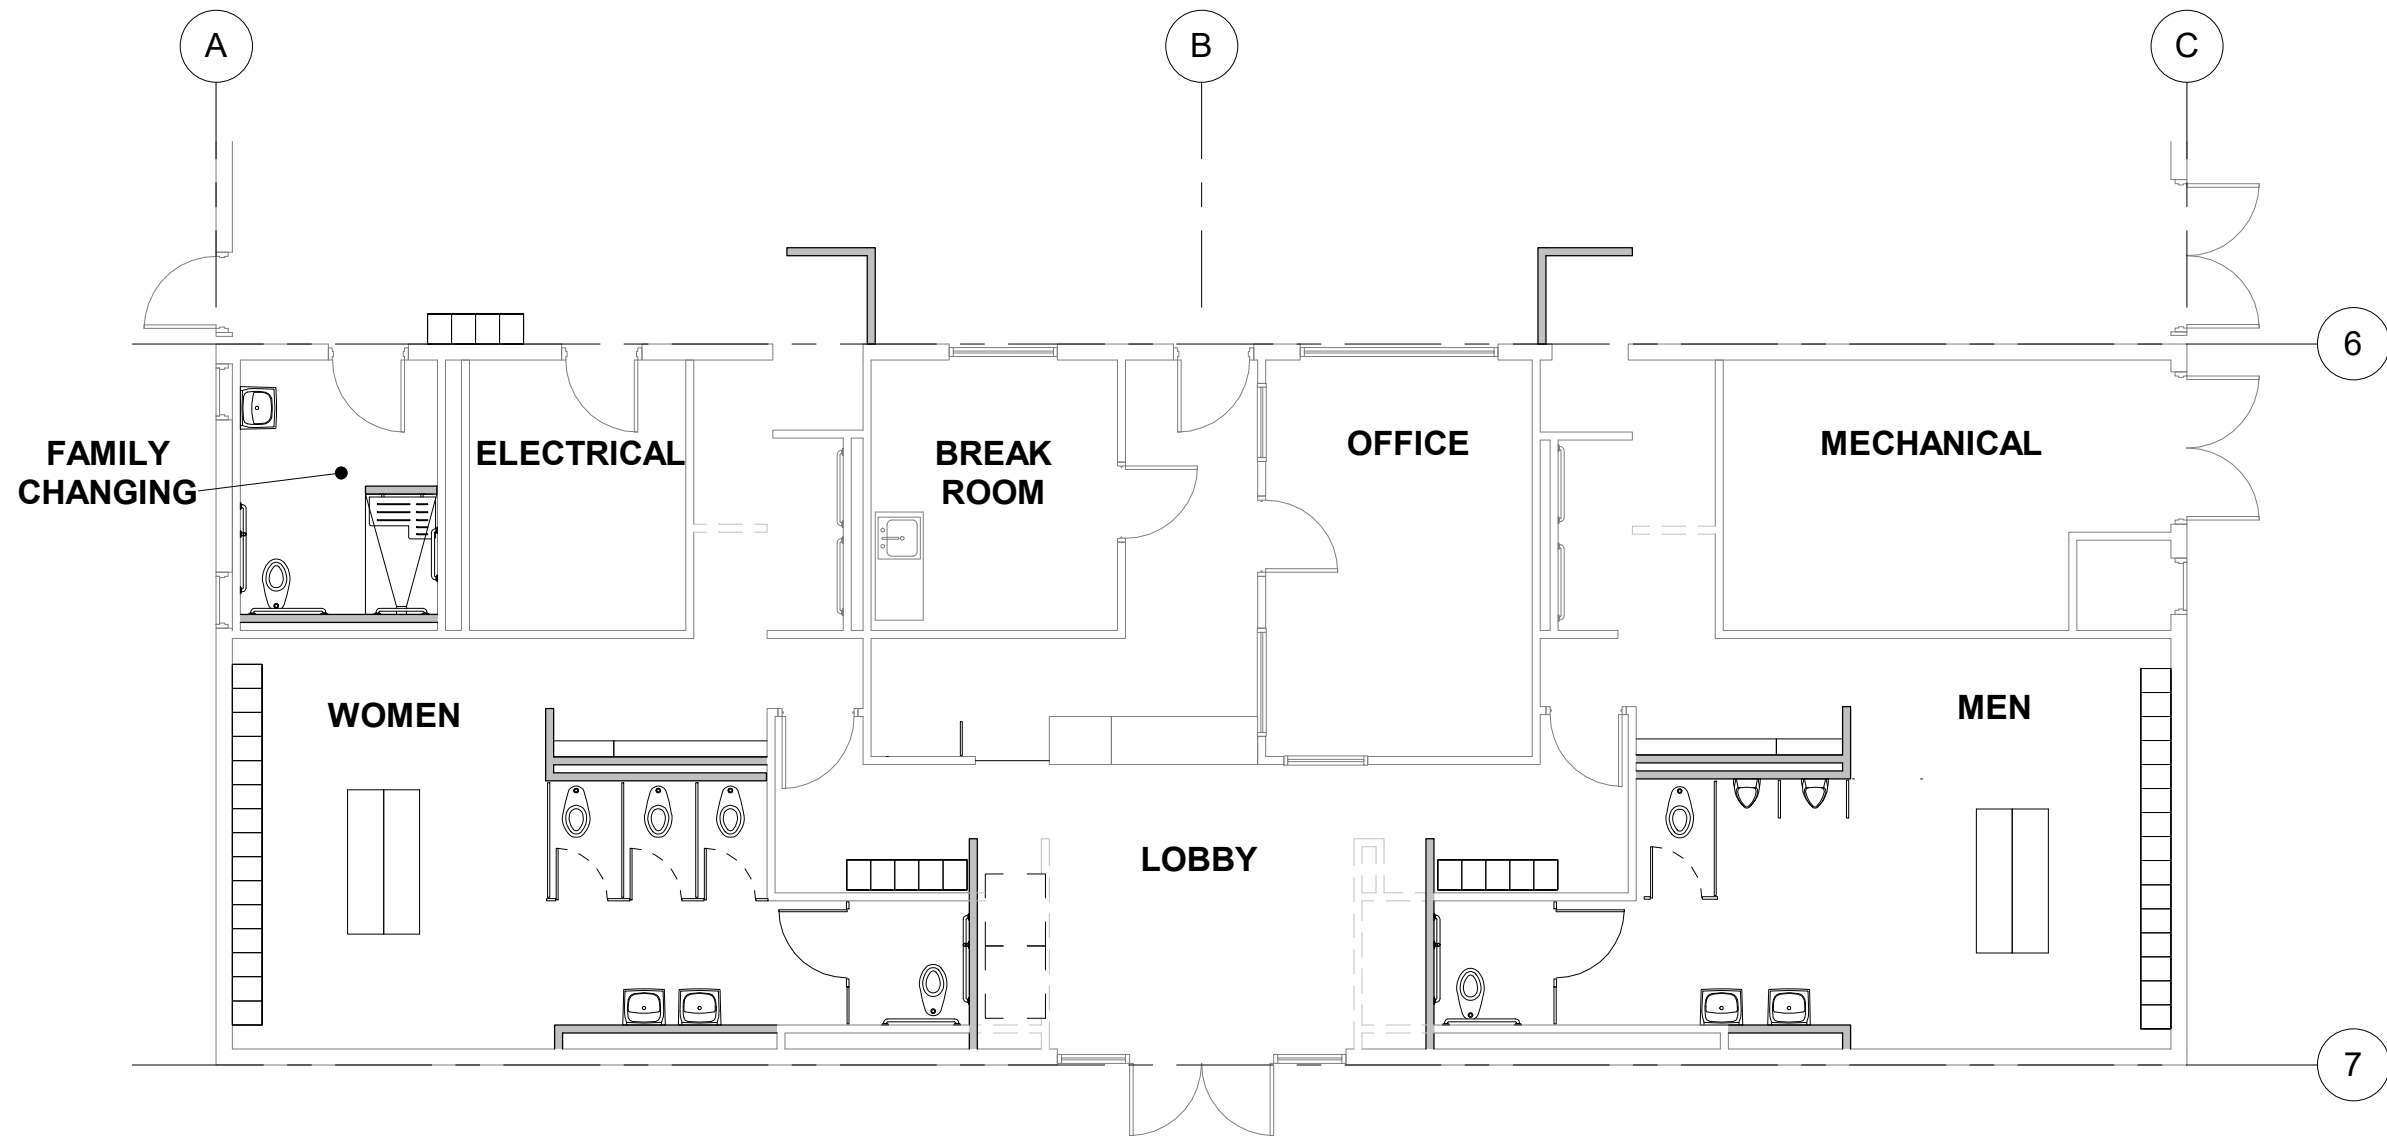 A
B
C
6
FAMILY
CHANGING
ELECTRICAL
BREAK
ROOM
OFFICE
MECHANICAL
WOMEN
MEN
LOBBY
7